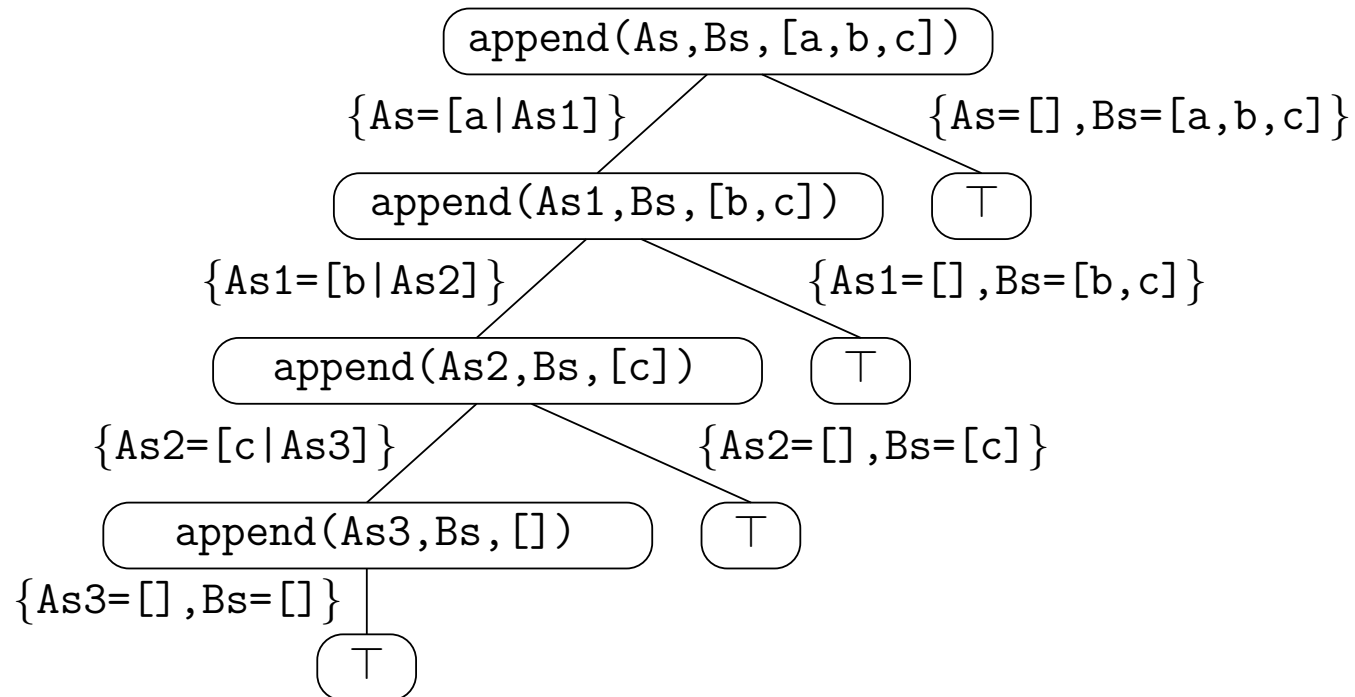 append(As,Bs,[a,b,c])
{As=[a|As1]} {As=[],Bs=[a,b,c]}
append(As1,Bs,[b,c]) ⊤
{As1=[b|As2]} {As1=[],Bs=[b,c]}
append(As2,Bs,[c]) ⊤
{As2=[c|As3]} {As2=[],Bs=[c]}
append(As3,Bs,[]) ⊤
{As3=[],Bs=[]}
⊤